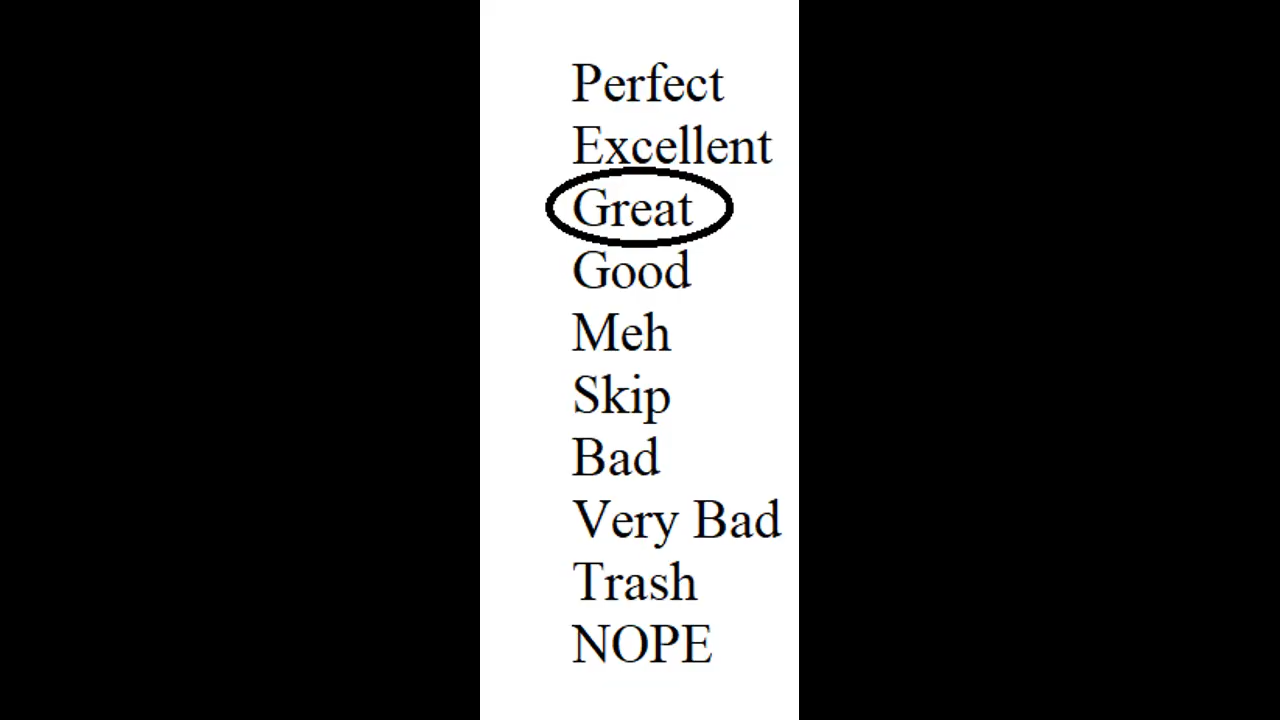 Perfect
Excellent
Great
Good
Meh
Skip
Bad
Very Bad
Trash
NOPE